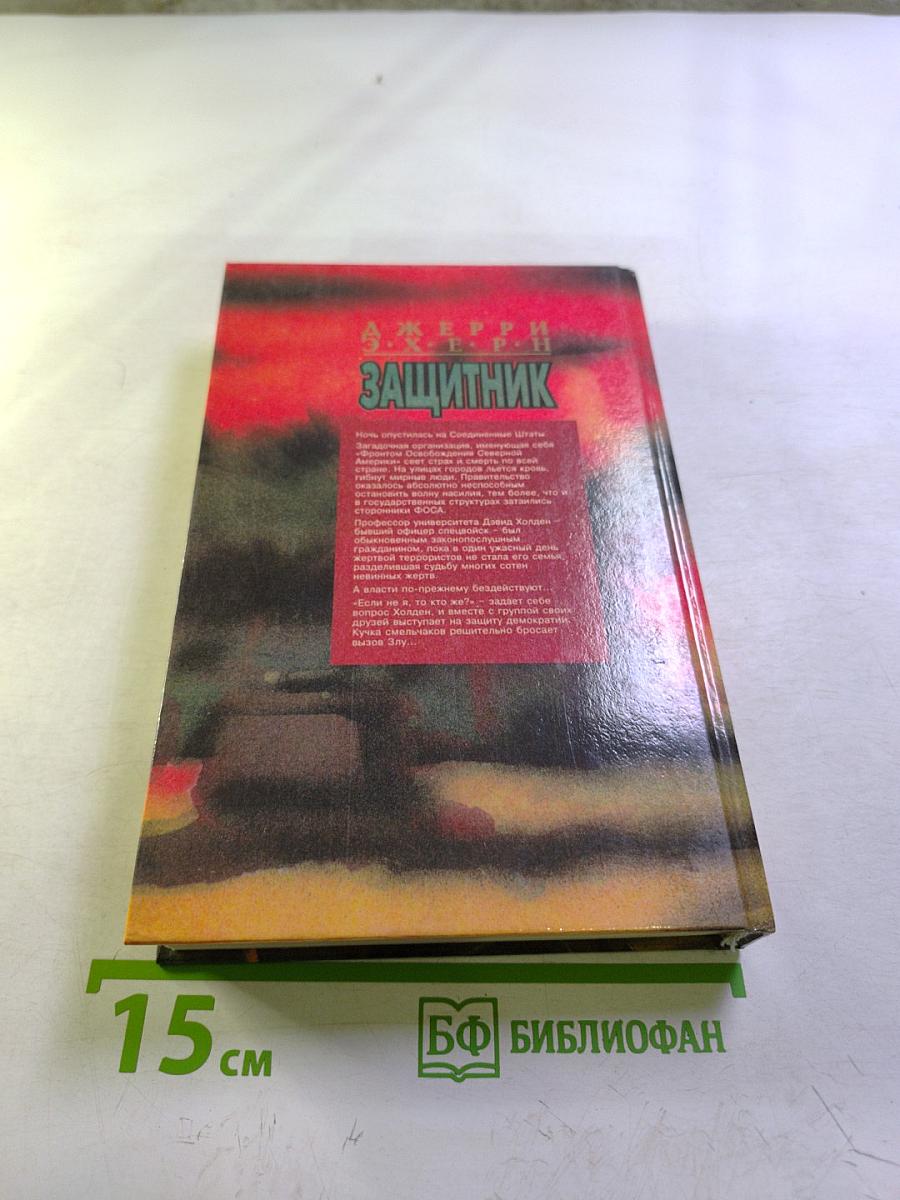 ДЖЕРРИ
Э·Х·Е·Р·Н
ЗАЩИТНИК
Ночь опустилась на Соединенные Штаты.
Загадочная организация, именующая себя
«Фронтом Освобождения Северной
Америки» сеет страх и смерть по всей
стране. На улицах городов льется кровь,
гибнут мирные люди. Правительство
оказалось абсолютно неспособным
остановить волну насилия, тем более, что и
в государственных структурах затаились
сторонники ФОСА.
Профессор университета Дэвид Холден –
бывший офицер спецвойск – был
обыкновенным законопослушным
гражданином, пока в один ужасный день
жертвой террористов не стала его семья,
разделившая судьбу многих сотен
невинных жертв.
А власти по-прежнему бездействуют...
«Если не я, то кто же?» – задает себе
вопрос Холден, и вместе с группой своих
друзей выступает на защиту демократии.
Кучка смельчаков решительно бросает
вызов Злу...
15 см
БФ БИБЛИОФАН